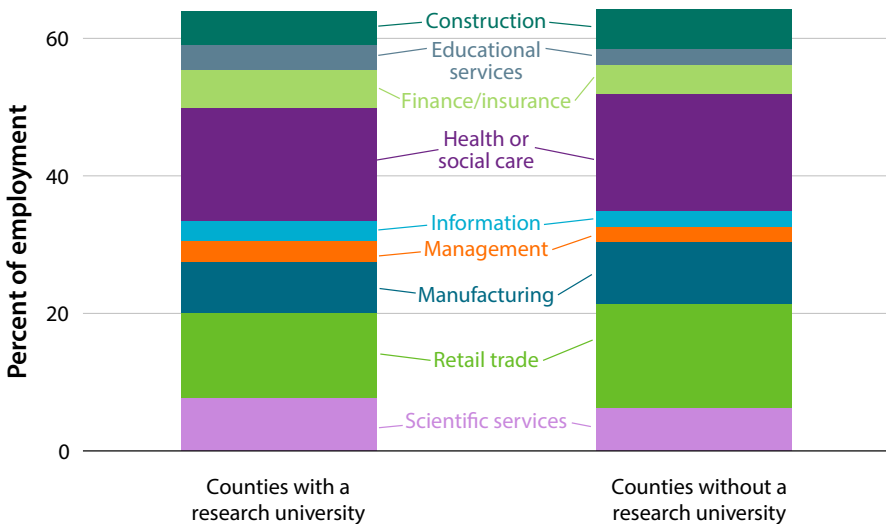 Percent of employment
60
40
20
0
Construction
Educational
services
Finance/insurance
Health or
social care
Information
Management
Manufacturing
Retail trade
Scientific services
Counties with a
research university
Counties without a
research university